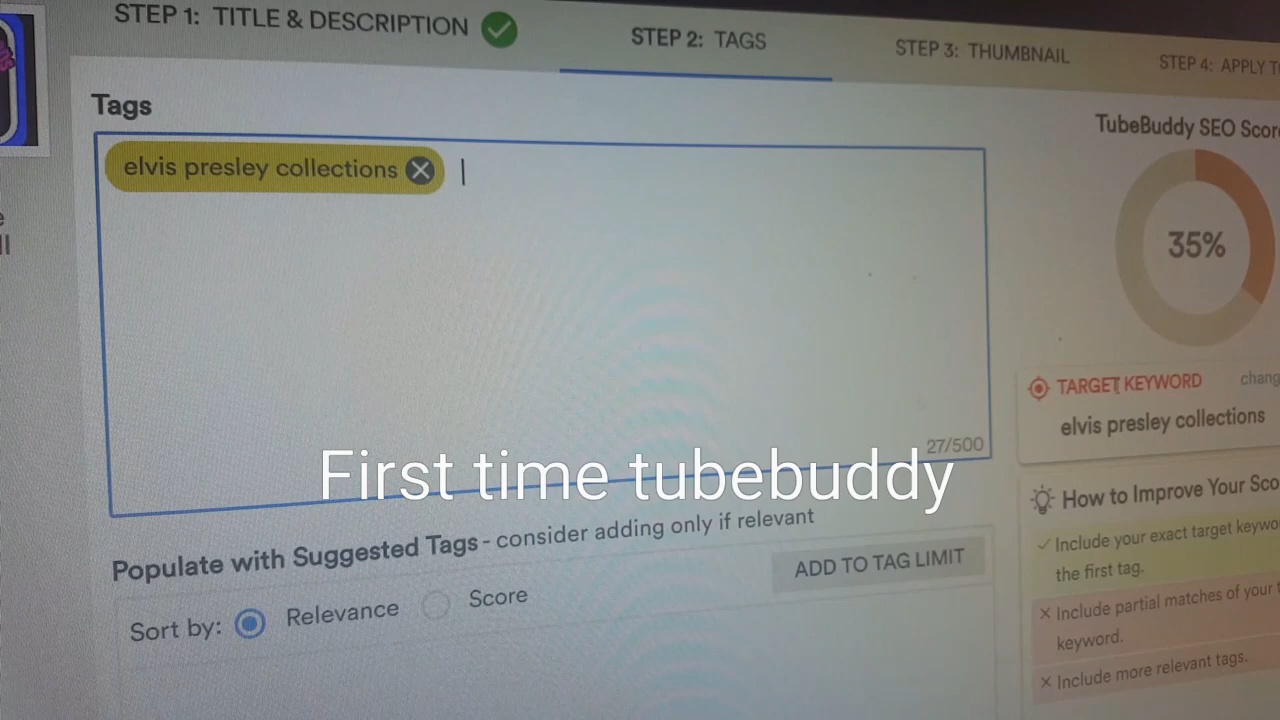 STEP 1: TITLE & DESCRIPTION
STEP 2: TAGS
STEP 3: THUMBNAIL
STEP 4: APPLY T
Tags
elvis presley collections
27/500
First time tubebuddy
Populate with Suggested Tags - consider adding only if relevant
ADD TO TAG LIMIT
Sort by: Relevance Score
TubeBuddy SEO Scor
35%
TARGET KEYWORD
chang
elvis presley collections
How to Improve Your Sco
Include your exact target keywo
the first tag.
Include partial matches of your
keyword.
Include more relevant tags.